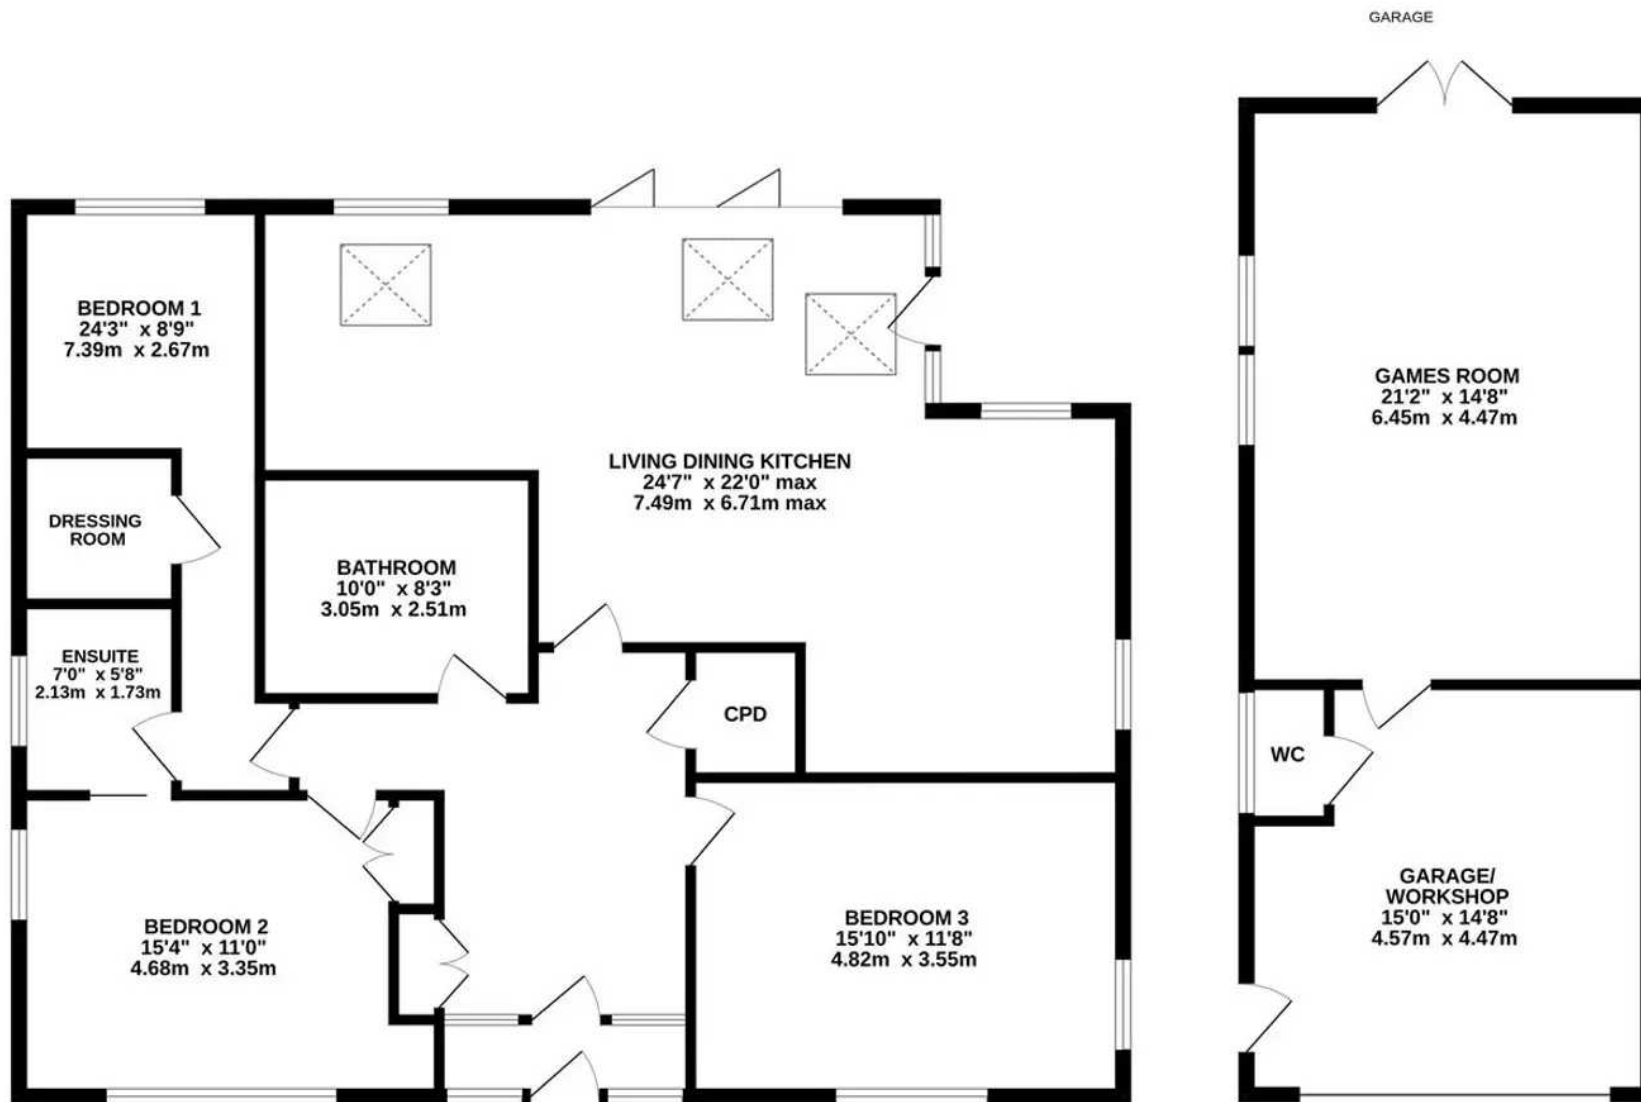 GARAGE
BEDROOM 1
24'3" x 8'9"
7.39m x 2.67m
GAMES ROOM
21'2" x 14'8"
6.45m x 4.47m
LIVING DINING KITCHEN
24'7" x 22'0" max
7.49m x 6.71m max
DRESSING
ROOM
BATHROOM
10'0" x 8'3"
3.05m x 2.51m
ENSUITE
7'0" x 5'8"
2.13m x 1.73m
CPD
WC
BEDROOM 2
15'4" x 11'0"
4.68m x 3.35m
BEDROOM 3
15'10" x 11'8"
4.82m x 3.55m
GARAGE/
WORKSHOP
15'0" x 14'8"
4.57m x 4.47m